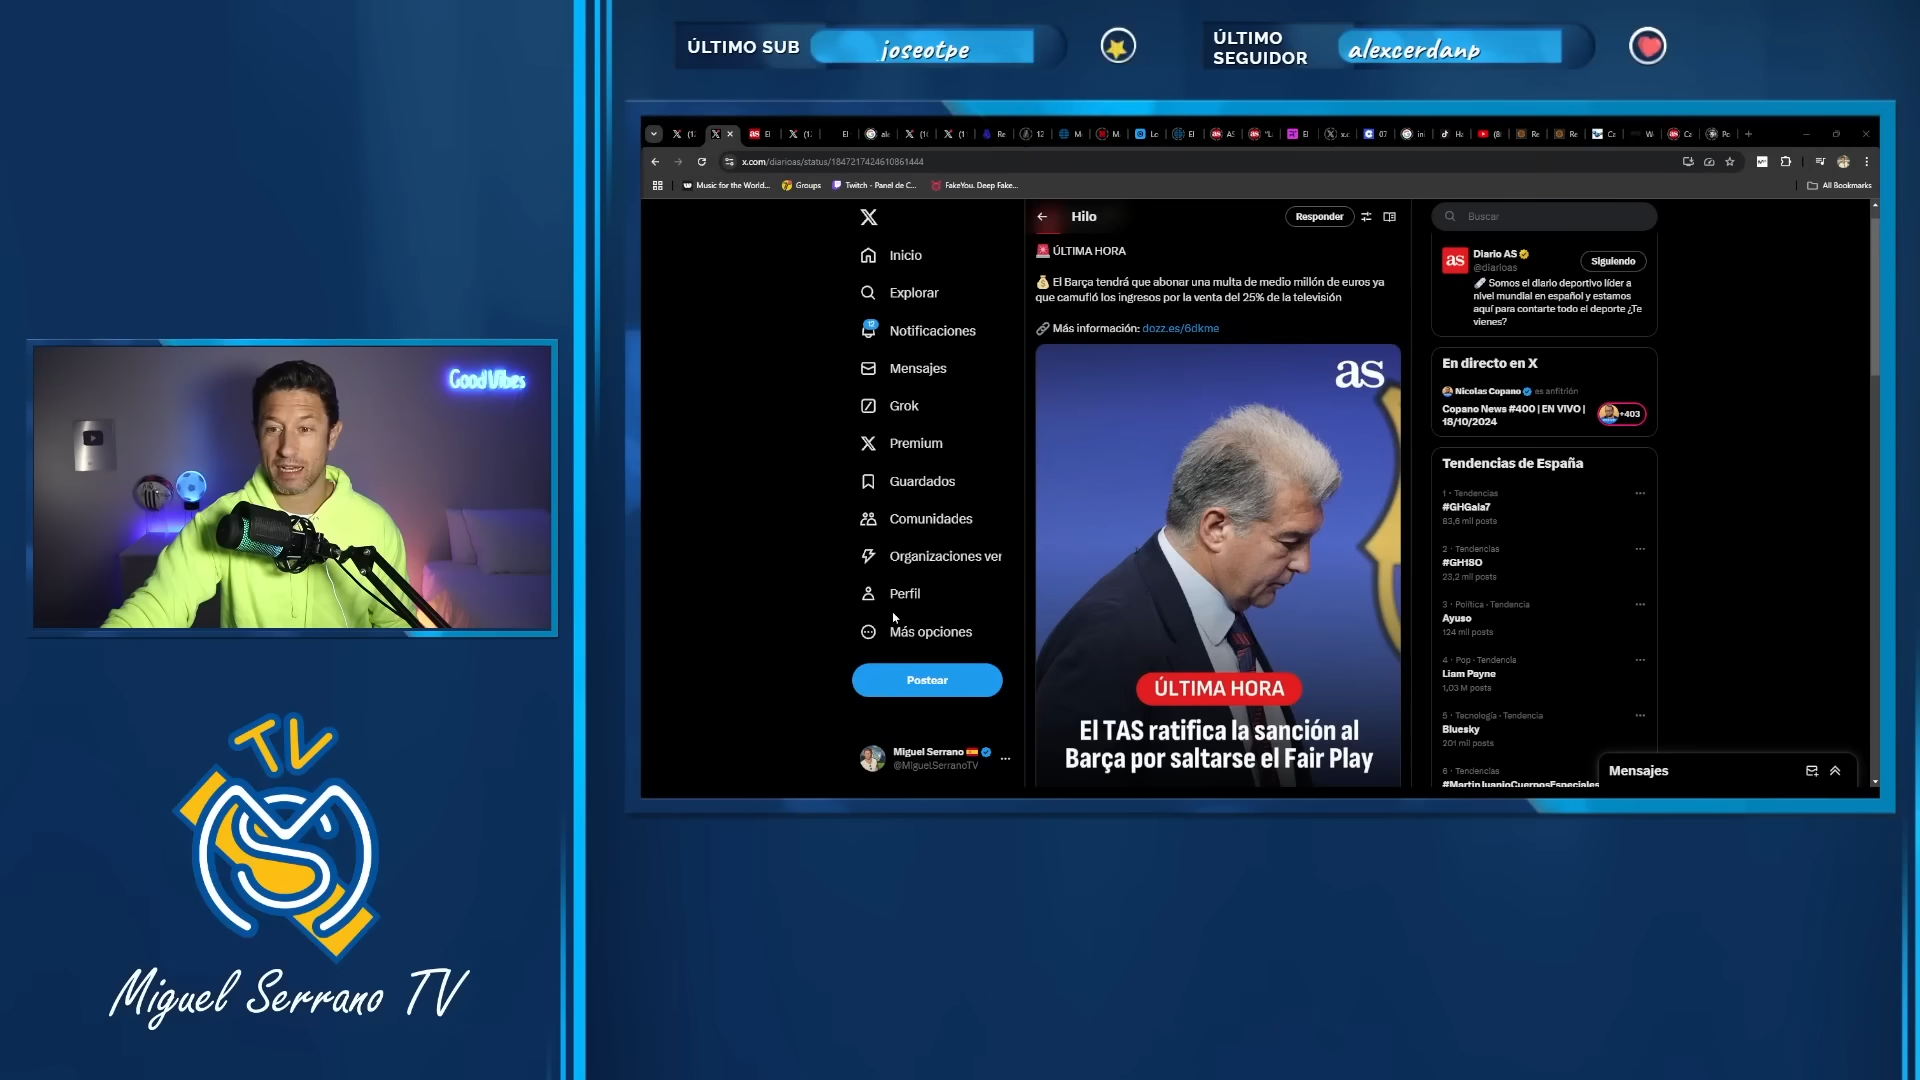 ÚLTIMO SUB
joseotpe
ÚLTIMO
SEGUIDOR
alexcerdanp
x.com/diarioas/status/1847217424610861444
Music for the World...
Groups
Twitch - Panel de C...
FakeYou. Deep Fake...
All Bookmarks
Inicio
Explorar
12
Notificaciones
Mensajes
Grok
Premium
Guardados
Comunidades
Organizaciones ver
Perfil
Más opciones
Postear
Miguel Serrano
@MiguelSerranoTV
Hilo
Responder
ÚLTIMA HORA
El Barça tendrá que abonar una multa de medio millón de euros ya
que camufló los ingresos por la venta del 25% de la televisión
Más información: dozz.es/6dkme
as
ÚLTIMA HORA
El TAS ratifica la sanción al
Barça por saltarse el Fair Play
Buscar
as
Diario AS
@diarioas
Siguiendo
Somos el diario deportivo líder a
nivel mundial en español y estamos
aquí para contarte todo el deporte ¿Te
vienes?
En directo en X
Nicolas Copano es anfitrión
Copano News #400 | EN VIVO |
18/10/2024
+403
Tendencias de España
1 · Tendencias
#GHGala7
83,6 mil posts
2 · Tendencias
#GH18O
23,2 mil posts
3 · Política · Tendencia
Ayuso
124 mil posts
4 · Pop · Tendencia
Liam Payne
1,03 M posts
5 · Tecnología · Tendencia
Bluesky
201 mil posts
6 · Tendencias
#MartinJuanjoCuerposEspeciales
Mensajes
Good Vibes
TV
MS
Miguel Serrano TV